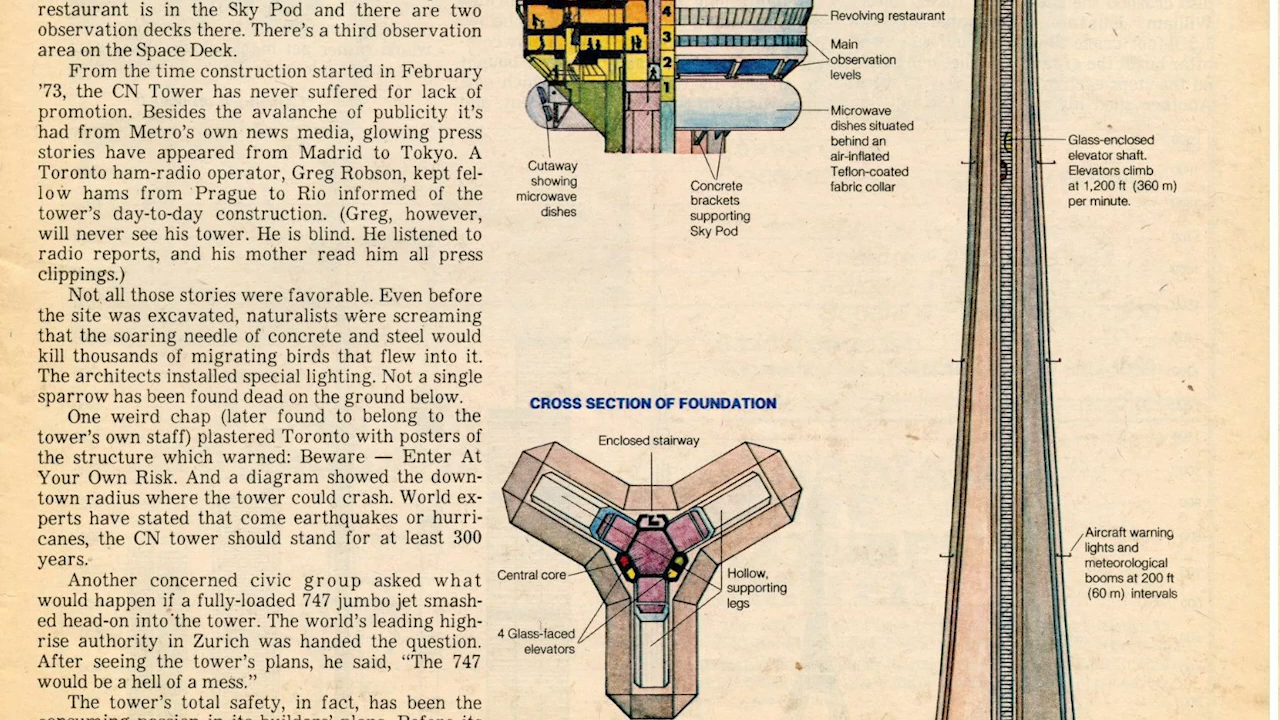 restaurant is in the Sky Pod and there are two
observation decks there. There's a third observation
area on the Space Deck.
From the time construction started in February
'73, the CN Tower has never suffered for lack of
promotion. Besides the avalanche of publicity it's
had from Metro's own news media, glowing press
stories have appeared from Madrid to Tokyo. A
Toronto ham-radio operator, Greg Robson, kept fel-
low hams from Prague to Rio informed of the
tower's day-to-day construction. (Greg, however,
will never see his tower. He is blind. He listened to
radio reports, and his mother read him all press
clippings.)
Not all those stories were favorable. Even before
the site was excavated, naturalists were screaming
that the soaring needle of concrete and steel would
kill thousands of migrating birds that flew into it.
The architects installed special lighting. Not a single
sparrow has been found dead on the ground below.
One weird chap (later found to belong to the
tower's own staff) plastered Toronto with posters of
the structure which warned: Beware — Enter At
Your Own Risk. And a diagram showed the down-
town radius where the tower could crash. World ex-
perts have stated that come earthquakes or hurri-
canes, the CN tower should stand for at least 300
years.
Another concerned civic group asked what
would happen if a fully-loaded 747 jumbo jet smash-
ed head-on into the tower. The world's leading high-
rise authority in Zurich was handed the question.
After seeing the tower's plans, he said, "The 747
would be a hell of a mess."
The tower's total safety, in fact, has been the
consuming passion in its builders' plans. Before its
4
3
2
1
Revolving restaurant
Main
observation
levels
Microwave
dishes situated
behind an
air-inflated
Teflon-coated
fabric collar
Cutaway
showing
microwave
dishes
Concrete
brackets
supporting
Sky Pod
Glass-enclosed
elevator shaft.
Elevators climb
at 1,200 ft (360 m)
per minute.
CROSS SECTION OF FOUNDATION
Enclosed stairway
Central core
Hollow,
supporting
legs
4 Glass-faced
elevators
Aircraft warning
lights and
meteorological
booms at 200 ft
(60 m) intervals